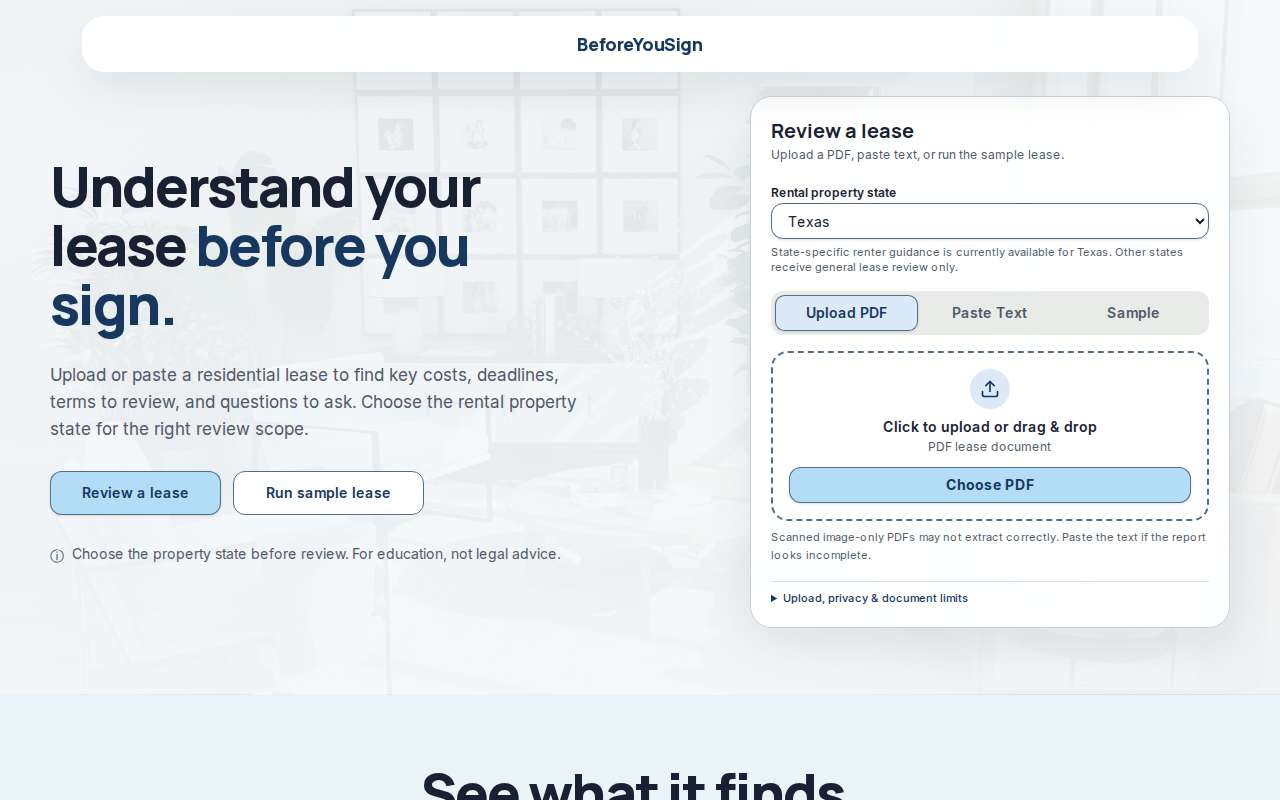 BeforeYouSign
Understand your
lease before you
sign.
Upload or paste a residential lease to find key costs, deadlines,
terms to review, and questions to ask. Choose the rental property
state for the right review scope.
Review a lease
Run sample lease
ⓘ Choose the property state before review. For education, not legal advice.
Review a lease
Upload a PDF, paste text, or run the sample lease.
Rental property state
Texas
State-specific renter guidance is currently available for Texas. Other states
receive general lease review only.
Upload PDF
Paste Text
Sample
Click to upload or drag & drop
PDF lease document
Choose PDF
Scanned image-only PDFs may not extract correctly. Paste the text if the report
looks incomplete.
Upload, privacy & document limits
See what it finds